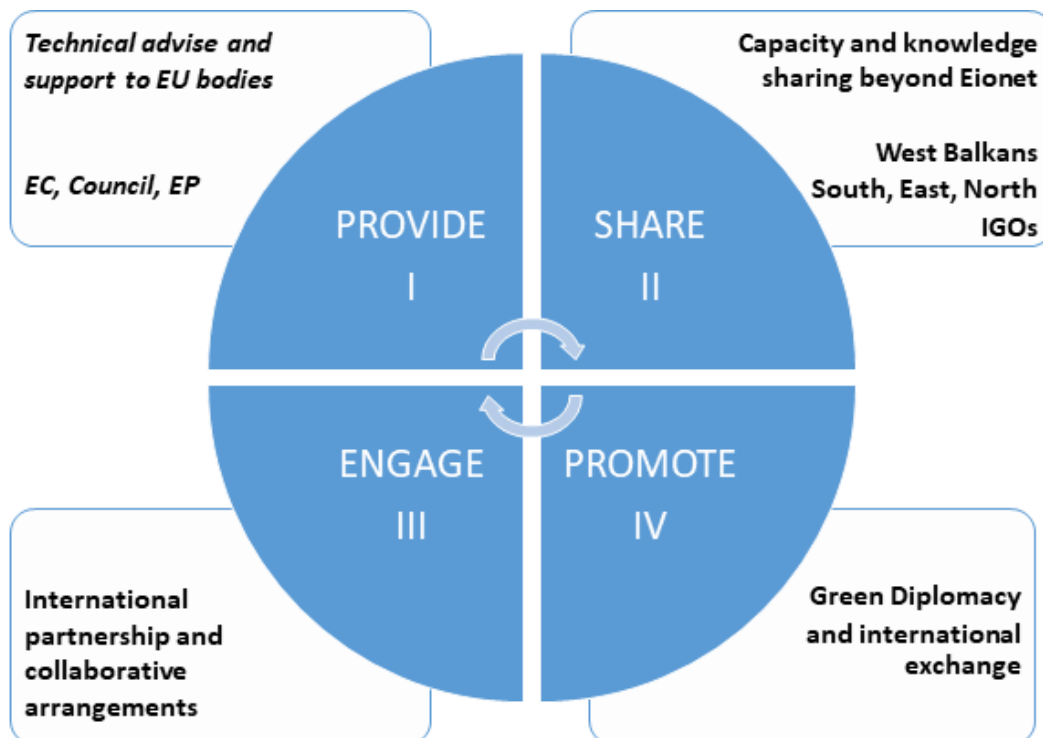 Technical advise and
support to EU bodies
EC, Council, EP
Capacity and knowledge
sharing beyond Eionet
West Balkans
South, East, North
IGOs
PROVIDE
I
SHARE
II
ENGAGE
III
PROMOTE
IV
International
partnership and
collaborative
arrangements
Green Diplomacy
and international
exchange